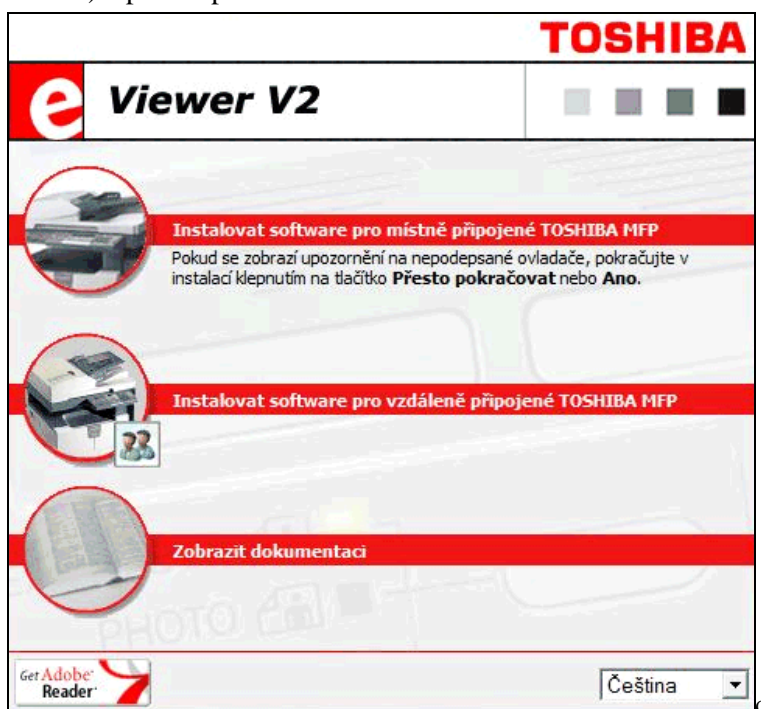 TOSHIBA
e Viewer V2
Instalovat software pro místně připojené TOSHIBA MFP
Pokud se zobrazí upozornění na nepodepsané ovladače, pokračujte v
instalací klepnutím na tlačítko Přesto pokračovat nebo Ano.
Instalovat software pro vzdáleně připojené TOSHIBA MFP
Zobrazit dokumentaci
PHOTO
Get Adobe
Reader
Čeština